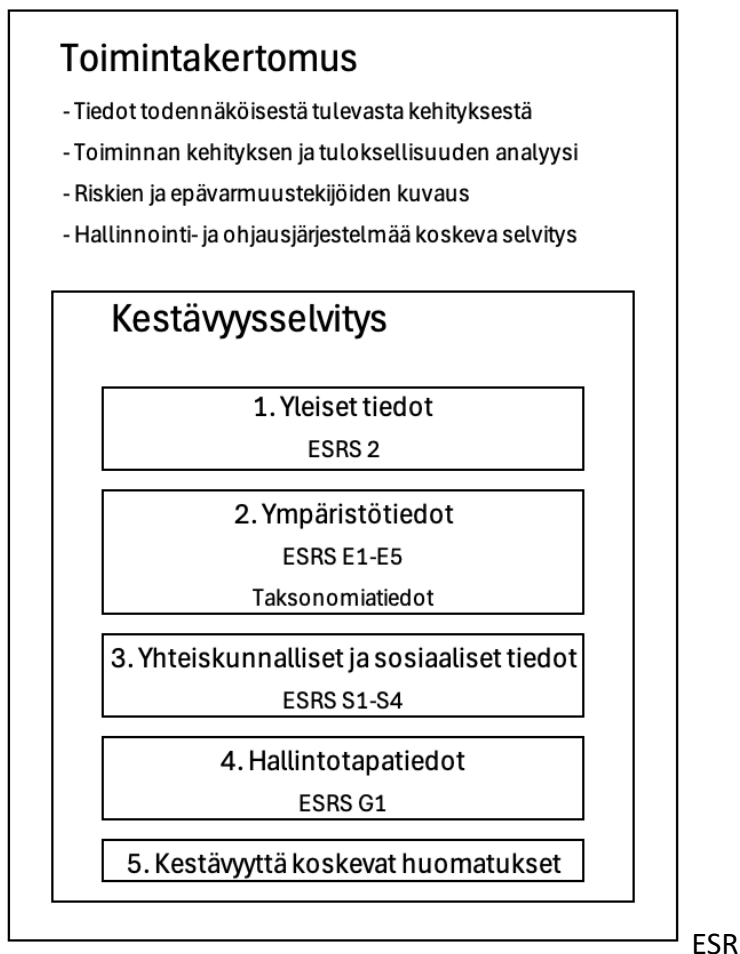 Toimintakertomus
- Tiedot todennäköisestä tulevasta kehityksestä
- Toiminnan kehityksen ja tuloksellisuuden analyysi
- Riskien ja epävarmuustekijöiden kuvaus
- Hallinnointi- ja ohjausjärjestelmää koskeva selvitys
Kestävyysselvitys
1. Yleiset tiedot
ESRS 2
2. Ympäristötiedot
ESRS E1-E5
Taksonomiatiedot
3. Yhteiskunnalliset ja sosiaaliset tiedot
ESRS S1-S4
4. Hallintotapatiedot
ESRS G1
5. Kestävyyttä koskevat huomatukset
ESR